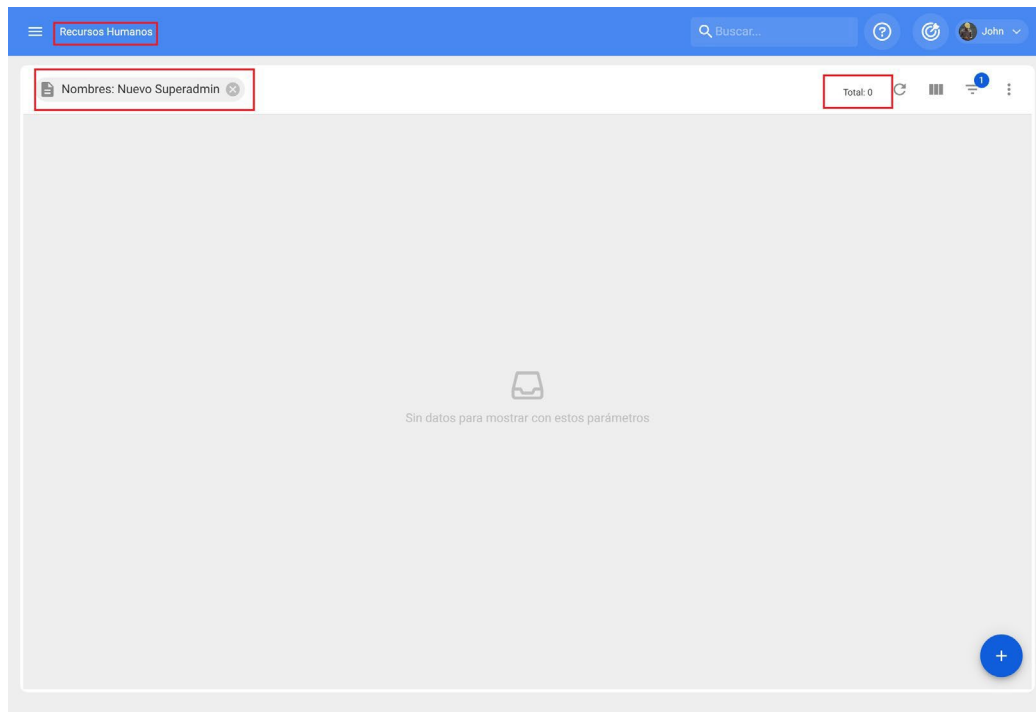 Recursos Humanos
Buscar...
John
Nombres: Nuevo Superadmin
Total: 0
1
Sin datos para mostrar con estos parámetros